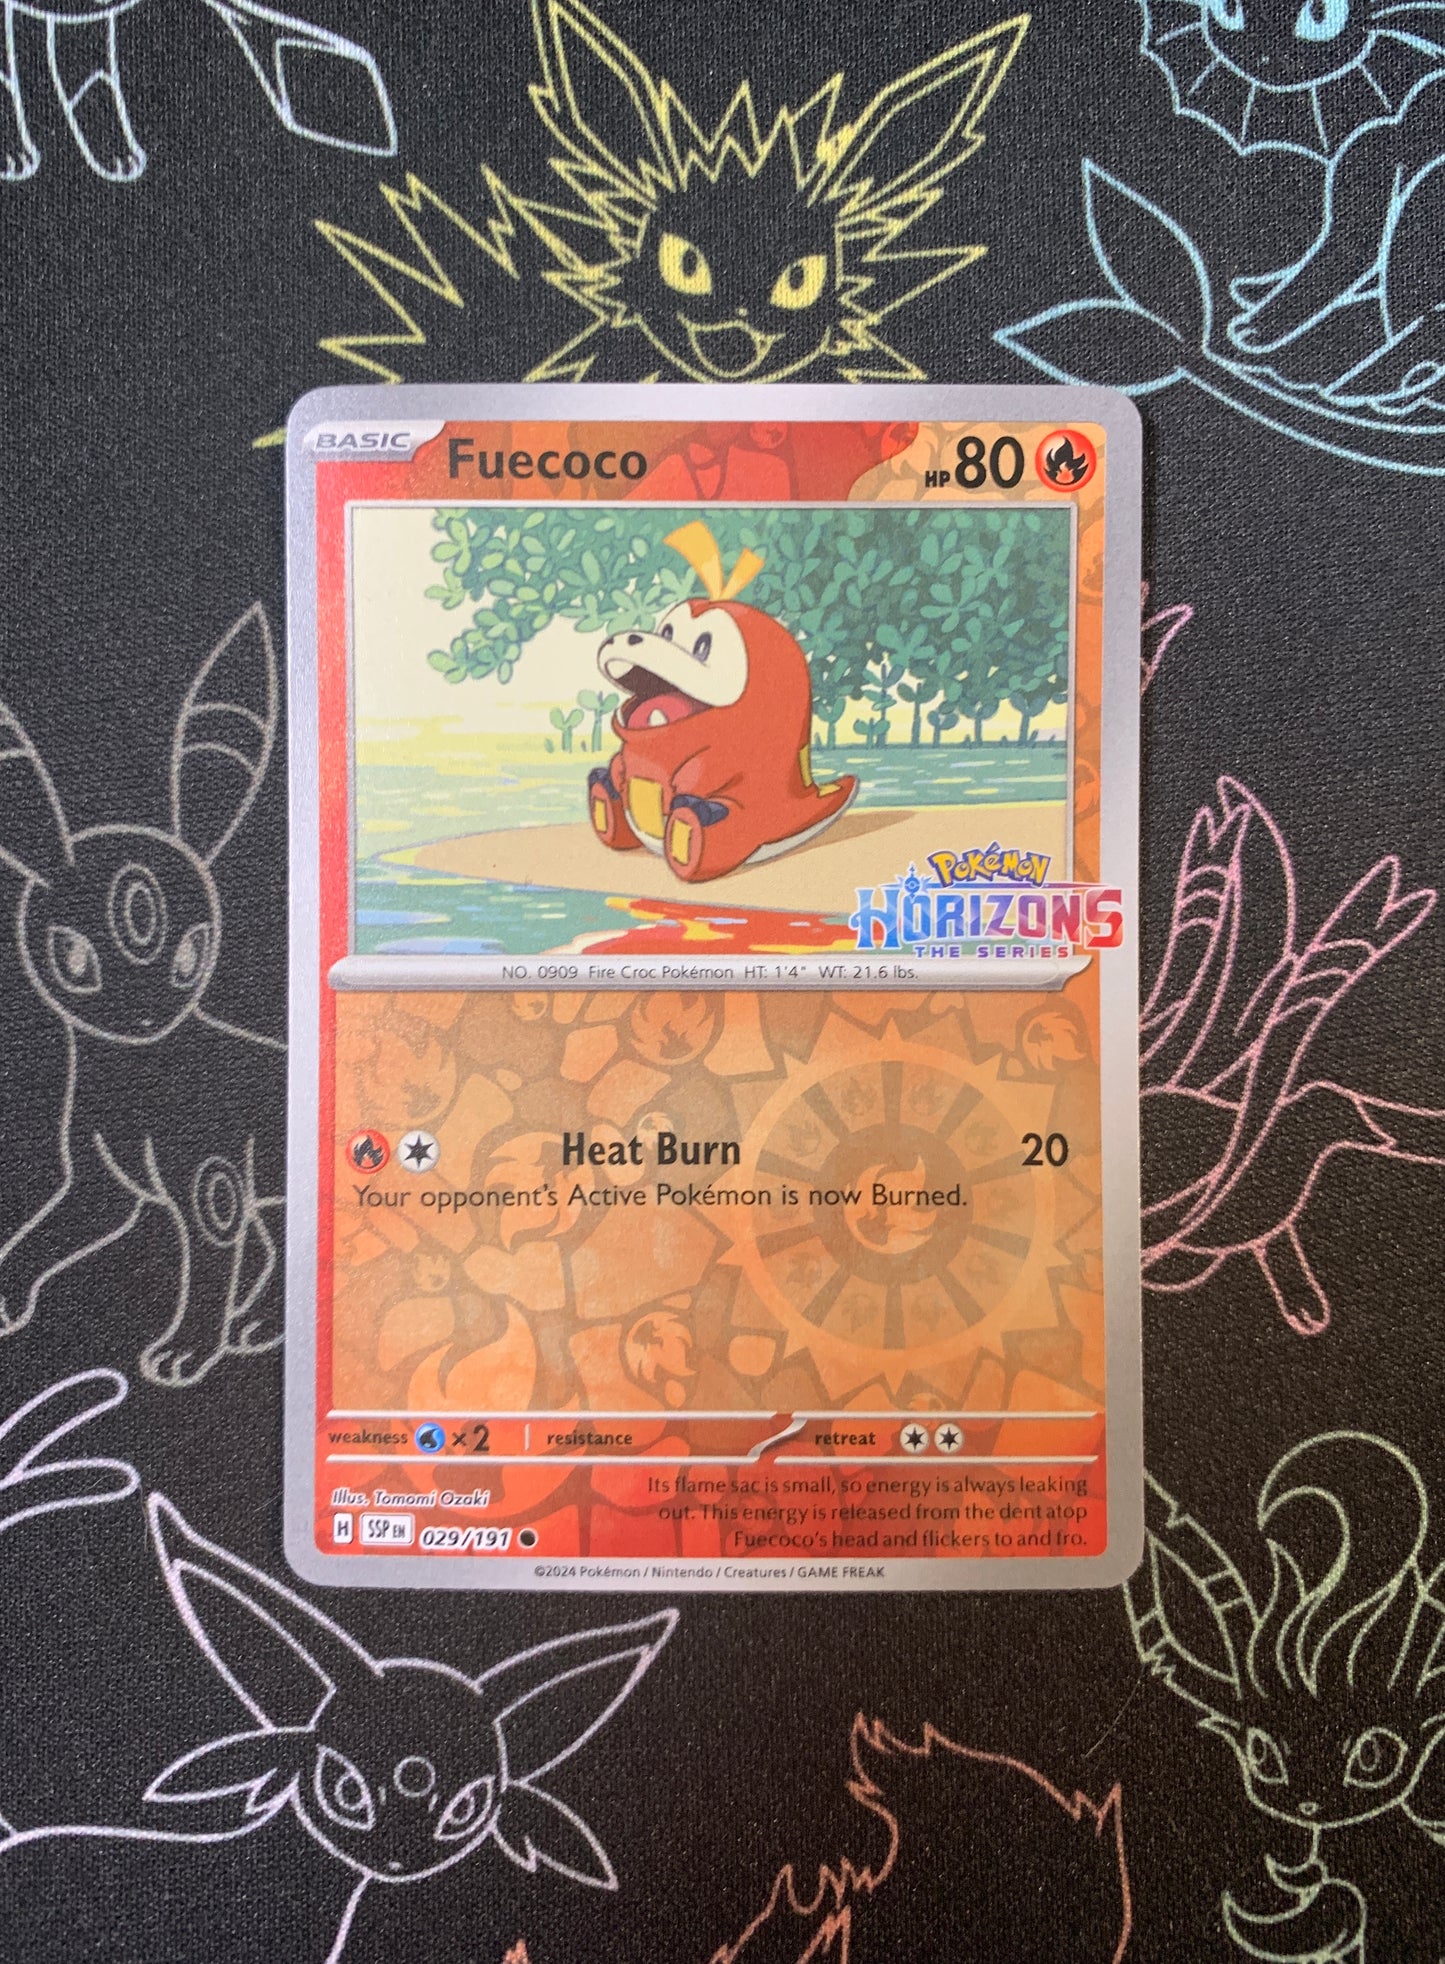 BASIC
Fuecoco
HP 80
Pokémon
HORIZONS
THE SERIES
NO. 0909 Fire Croc Pokémon HT: 1'4" WT: 21.6 lbs.
Heat Burn 20
Your opponent's Active Pokémon is now Burned.
weakness ×2 resistance retreat
Illus. Tomomi Ozaki
Its flame sac is small, so energy is always leaking
out. This energy is released from the dent atop
Fuecoco's head and flickers to and fro.
H SSP EN 029/191
©2024 Pokémon / Nintendo / Creatures / GAME FREAK